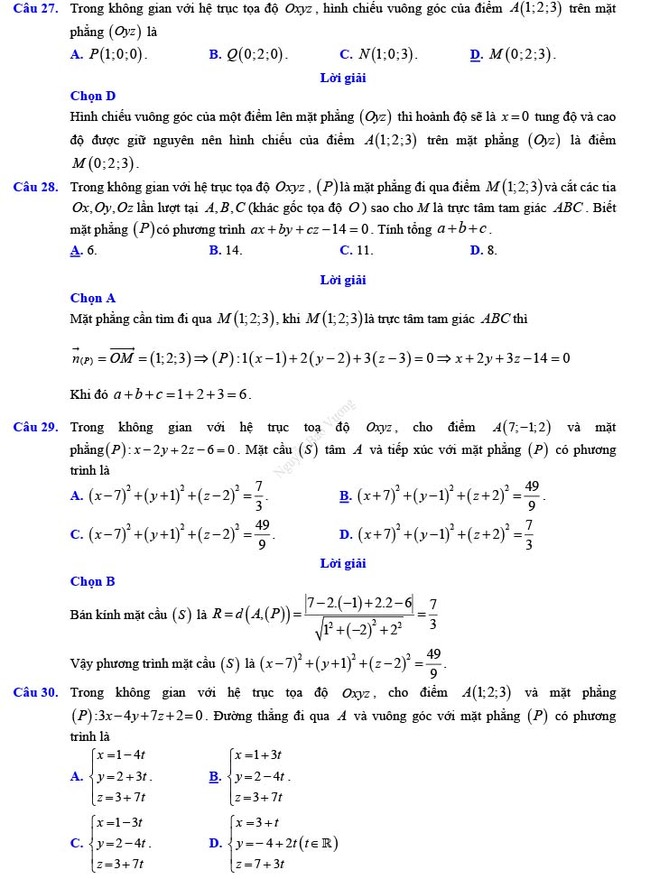 Câu 27. Trong không gian với hệ trục tọa độ Oxyz , hình chiếu vuông góc của điểm A(1;2;3) trên mặt
phẳng (Oyz) là
A. P(1;0;0). B. Q(0;2;0). C. N(1;0;3). D. M(0;2;3).
Lời giải
Chọn D
Hình chiếu vuông góc của một điểm lên mặt phẳng (Oyz) thì hoành độ sẽ là x=0 tung độ và cao
độ được giữ nguyên nên hình chiếu của điểm A(1;2;3) trên mặt phẳng (Oyz) là điểm
M(0;2;3).
Câu 28. Trong không gian với hệ trục tọa độ Oxyz , (P)là mặt phẳng đi qua điểm M(1;2;3)và cắt các tia
Ox,Oy,Oz lần lượt tại A,B,C (khác gốc tọa độ O) sao cho M là trực tâm tam giác ABC . Biết
mặt phẳng (P)có phương trình ax+by+cz−14=0. Tính tổng a+b+c.
A. 6. B. 14. C. 11. D. 8.
Lời giải
Chọn A
Mặt phẳng cần tìm đi qua M(1;2;3), khi M(1;2;3)là trực tâm tam giác ABC thì
n⃗(P)=OM⃗=(1;2;3)⇒(P):1(x−1)+2(y−2)+3(z−3)=0⇒x+2y+3z−14=0
Khi đó a+b+c=1+2+3=6.
Câu 29. Trong không gian với hệ trục toạ độ Oxyz, cho điểm A(7;−1;2) và mặt
phẳng(P):x−2y+2z−6=0. Mặt cầu (S) tâm A và tiếp xúc với mặt phẳng (P) có phương
trình là
A. (x−7)²+(y+1)²+(z−2)²=7/3. B. (x+7)²+(y−1)²+(z+2)²=49/9.
C. (x−7)²+(y+1)²+(z−2)²=49/9. D. (x+7)²+(y−1)²+(z+2)²=7/3
Lời giải
Chọn B
Bán kính mặt cầu (S) là R=d(A,(P))=|7−2.(−1)+2.2−6|/√(1²+(−2)²+2²)=7/3
Vậy phương trình mặt cầu (S) là (x−7)²+(y+1)²+(z−2)²=49/9.
Câu 30. Trong không gian với hệ trục tọa độ Oxyz, cho điểm A(1;2;3) và mặt phẳng
(P):3x−4y+7z+2=0. Đường thẳng đi qua A và vuông góc với mặt phẳng (P) có phương
trình là
A. {x=1−4t y=2+3t. z=3+7t B. {x=1+3t y=2−4t. z=3+7t
C. {x=1−3t y=2−4t. z=3+7t D. {x=3+t y=−4+2t(t∈ℝ) z=7+3t